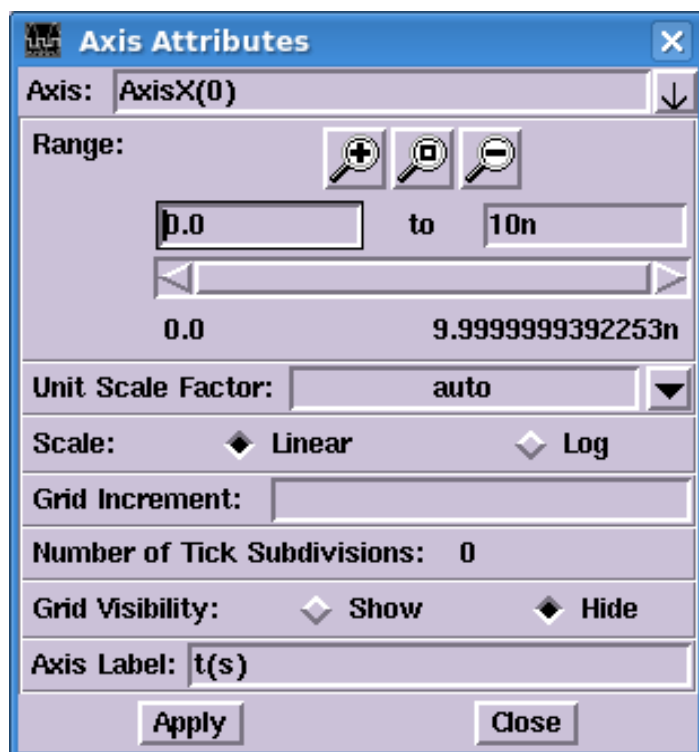 Axis Attributes
Axis: AxisX(0)
Range:
0.0 to 10n
0.0 9.9999999392253n
Unit Scale Factor: auto
Scale: Linear Log
Grid Increment:
Number of Tick Subdivisions: 0
Grid Visibility: Show Hide
Axis Label: t(s)
Apply Close